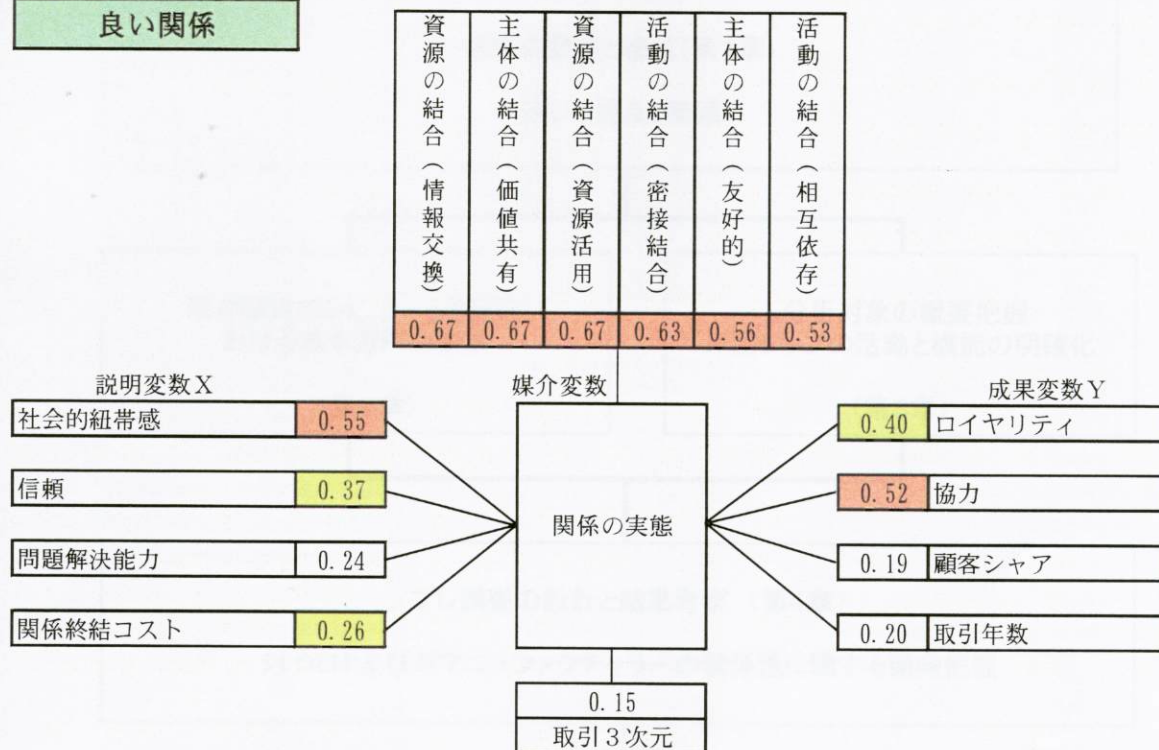 良い関係
資源の結合（情報交換）
主体の結合（価値共有）
資源の結合（資源活用）
活動の結合（密接結合）
主体の結合（友好的）
活動の結合（相互依存）
0.67
0.67
0.67
0.63
0.56
0.53
説明変数X
媒介変数
成果変数Y
社会的紐帯感 0.55
信頼 0.37
問題解決能力 0.24
関係終結コスト 0.26
関係の実態
0.40 ロイヤリティ
0.52 協力
0.19 顧客シャア
0.20 取引年数
0.15
取引3次元